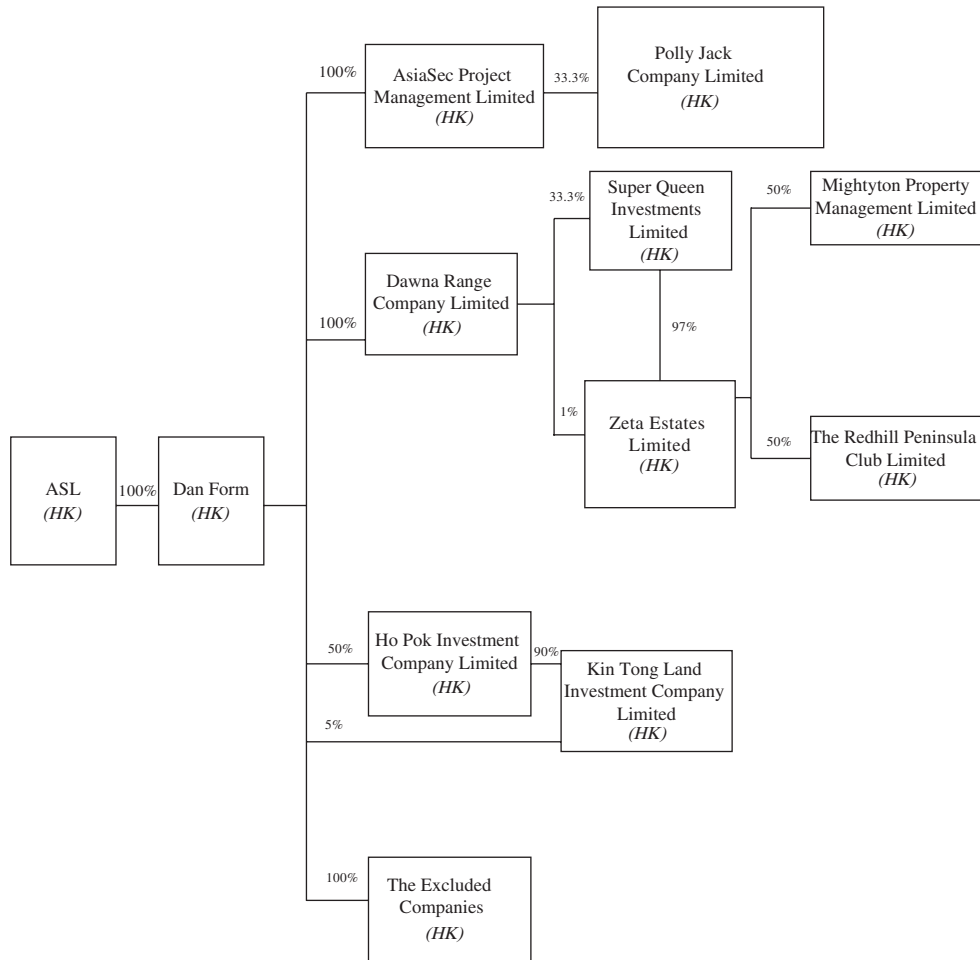 100%
AsiaSec Project
Management Limited
(HK)
33.3%
Polly Jack
Company Limited
(HK)
100%
Dawna Range
Company Limited
(HK)
33.3%
Super Queen
Investments
Limited
(HK)
97%
1%
Zeta Estates
Limited
(HK)
50%
Mightyton Property
Management Limited
(HK)
50%
The Redhill Peninsula
Club Limited
(HK)
ASL
(HK)
100%
Dan Form
(HK)
50%
Ho Pok Investment
Company Limited
(HK)
90%
Kin Tong Land
Investment Company
Limited
(HK)
5%
100%
The Excluded
Companies
(HK)